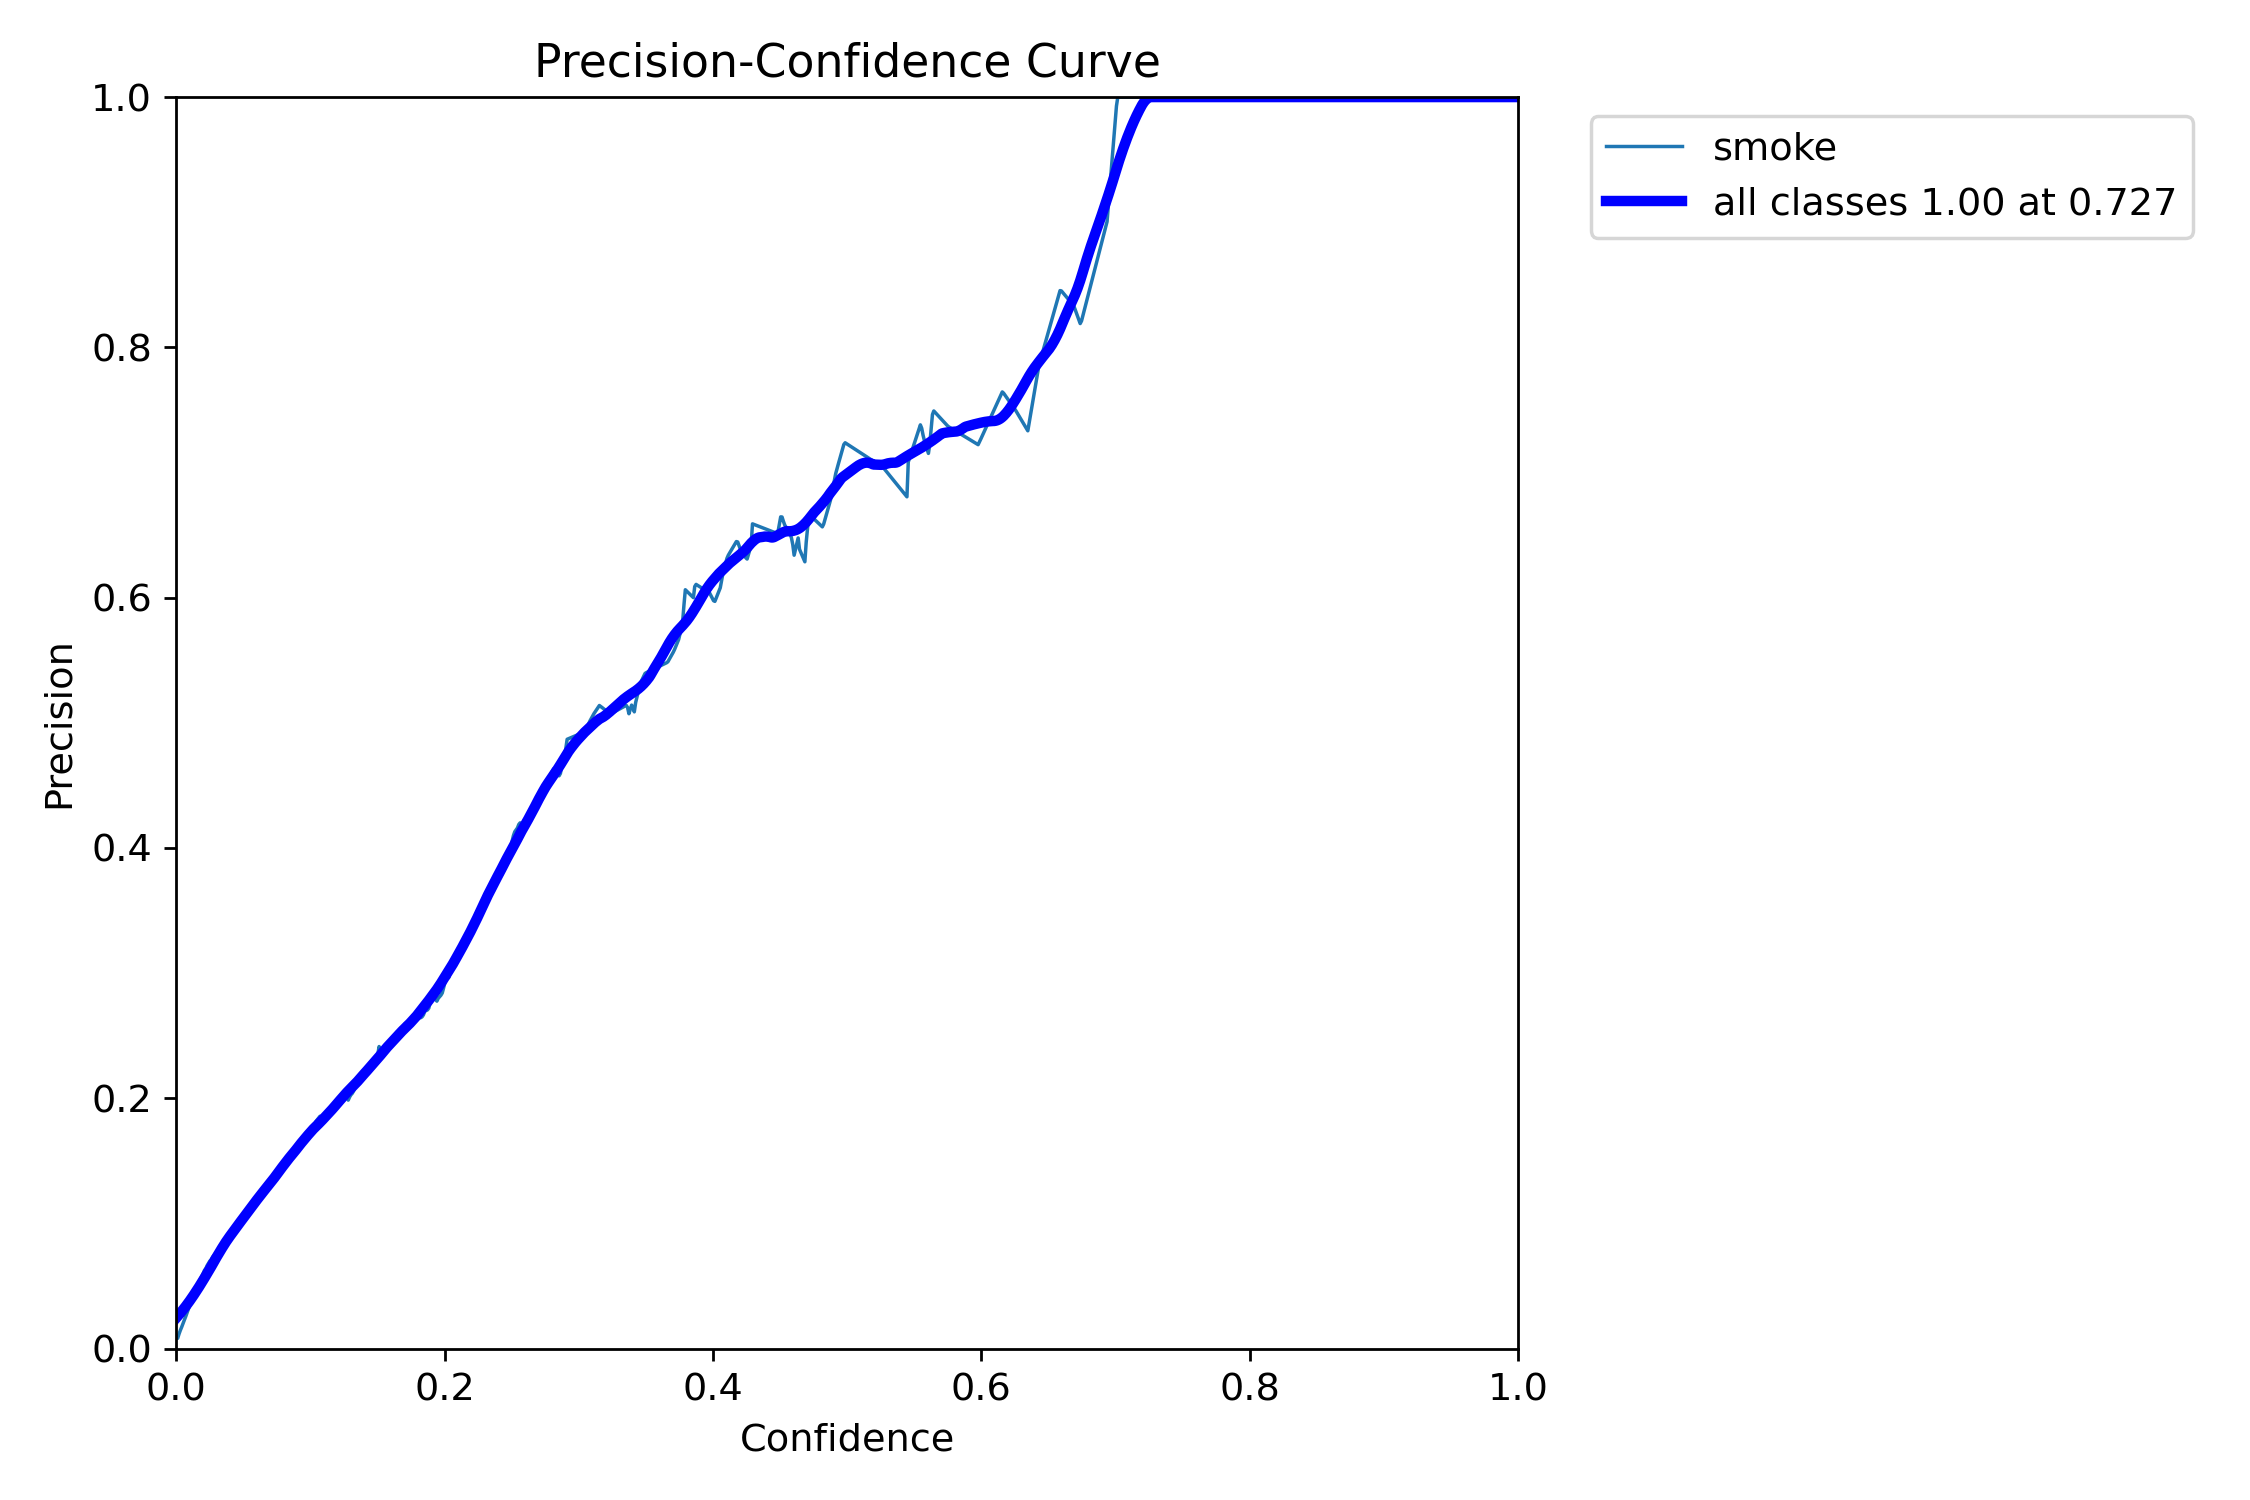 Precision-Confidence Curve
1.0
0.8
0.6
0.4
0.2
0.0
Precision
0.0 0.2 0.4 0.6 0.8 1.0
Confidence
smoke
all classes 1.00 at 0.727